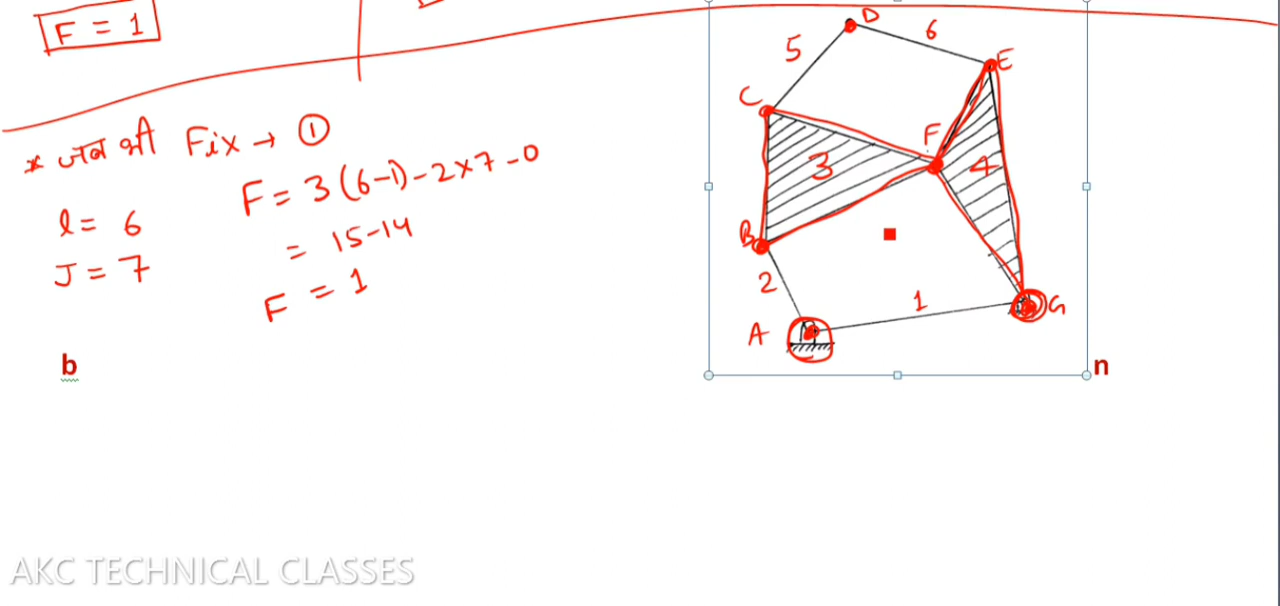 F = 1
* जब भी Fix → ①
l = 6
J = 7
F = 3(6-1)-2×7-0
= 15-14
F = 1
b
D
6
5
E
C
F
3
4
B
2
1
G
A
n
AKC TECHNICAL CLASSES